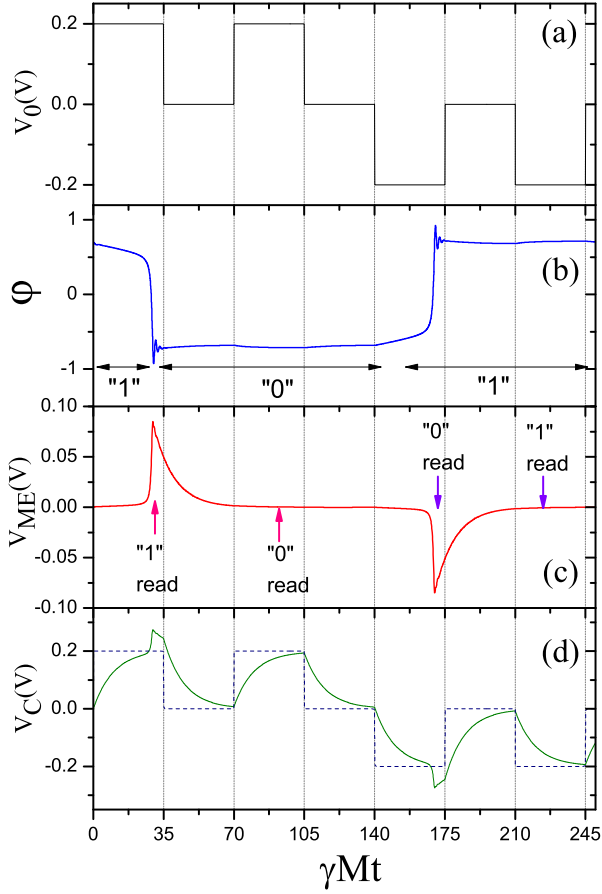 (a)
V0(V)
0.2
0.0
-0.2
(b)
φ
1
0
-1
"1"
"0"
"1"
(c)
VME(V)
0.10
0.05
0.00
-0.05
-0.10
"1"
read
"0"
read
"0"
read
"1"
read
(d)
VC(V)
0.2
0.0
-0.2
0 35 70 105 140 175 210 245
γMt